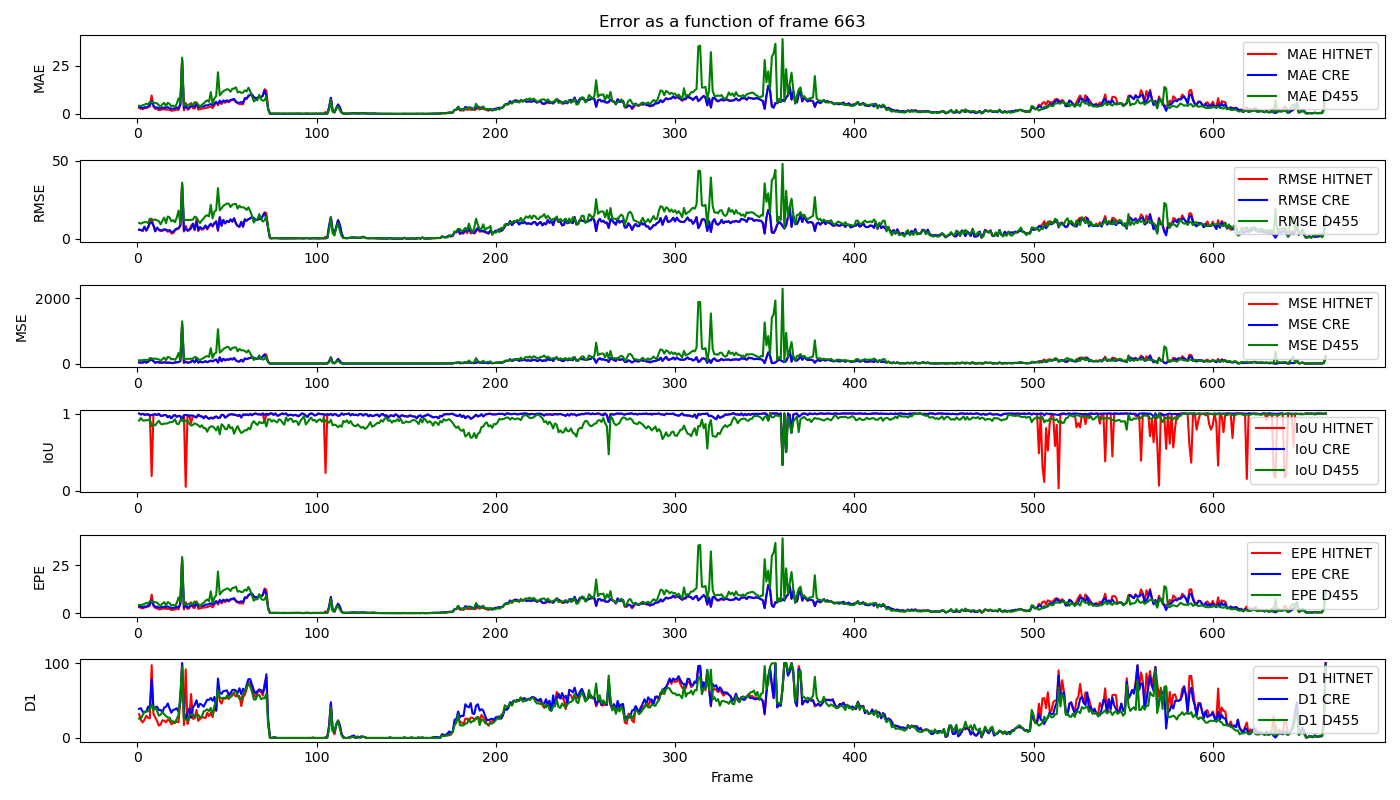 Error as a function of frame 663
MAE
25
0
MAE HITNET
MAE CRE
MAE D455
0 100 200 300 400 500 600
RMSE
50
0
RMSE HITNET
RMSE CRE
RMSE D455
0 100 200 300 400 500 600
MSE
2000
0
MSE HITNET
MSE CRE
MSE D455
0 100 200 300 400 500 600
IoU
1
0
IoU HITNET
IoU CRE
IoU D455
0 100 200 300 400 500 600
EPE
25
0
EPE HITNET
EPE CRE
EPE D455
0 100 200 300 400 500 600
D1
100
0
D1 HITNET
D1 CRE
D1 D455
0 100 200 300 400 500 600
Frame